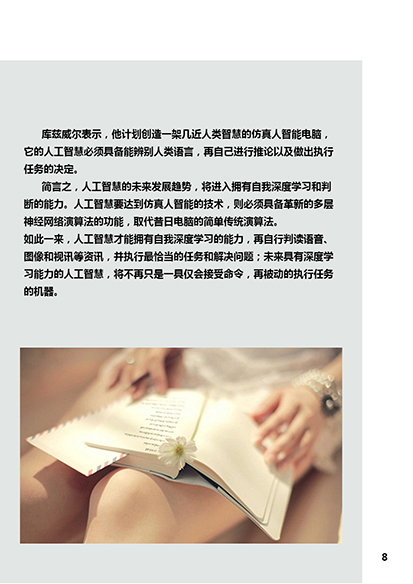 库兹威尔表示，他计划创造一架几近人类智慧的仿真人智能电脑，
它的人工智慧必须具备能辨别人类语言，再自己进行推论以及做出执行
任务的决定。
简言之，人工智慧的未来发展趋势，将进入拥有自我深度学习和判
断的能力。人工智慧要达到仿真人智能的技术，则必须具备革新的多层
神经网络演算法的功能，取代昔日电脑的简单传统演算法。
如此一来，人工智慧才能拥有自我深度学习的能力，再自行判读语音、
图像和视讯等资讯，并执行最恰当的任务和解决问题；未来具有深度学
习能力的人工智慧，将不再只是一具仅会接受命令，再被动的执行任务
的机器。
8